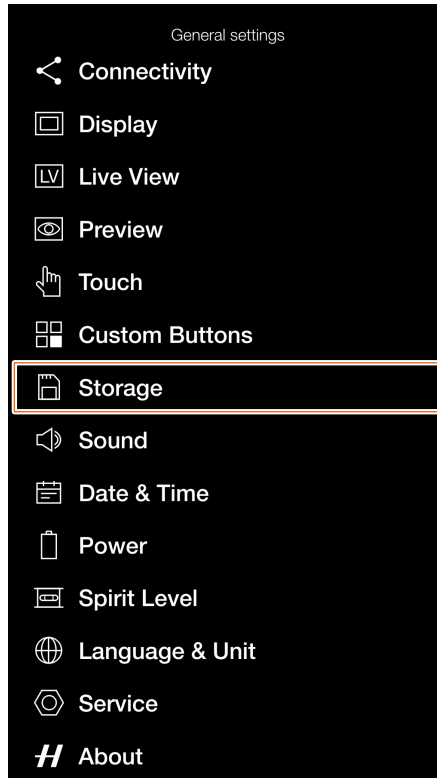 General settings
Connectivity
Display
LV Live View
Preview
Touch
Custom Buttons
Storage
Sound
Date & Time
Power
Spirit Level
Language & Unit
Service
H About